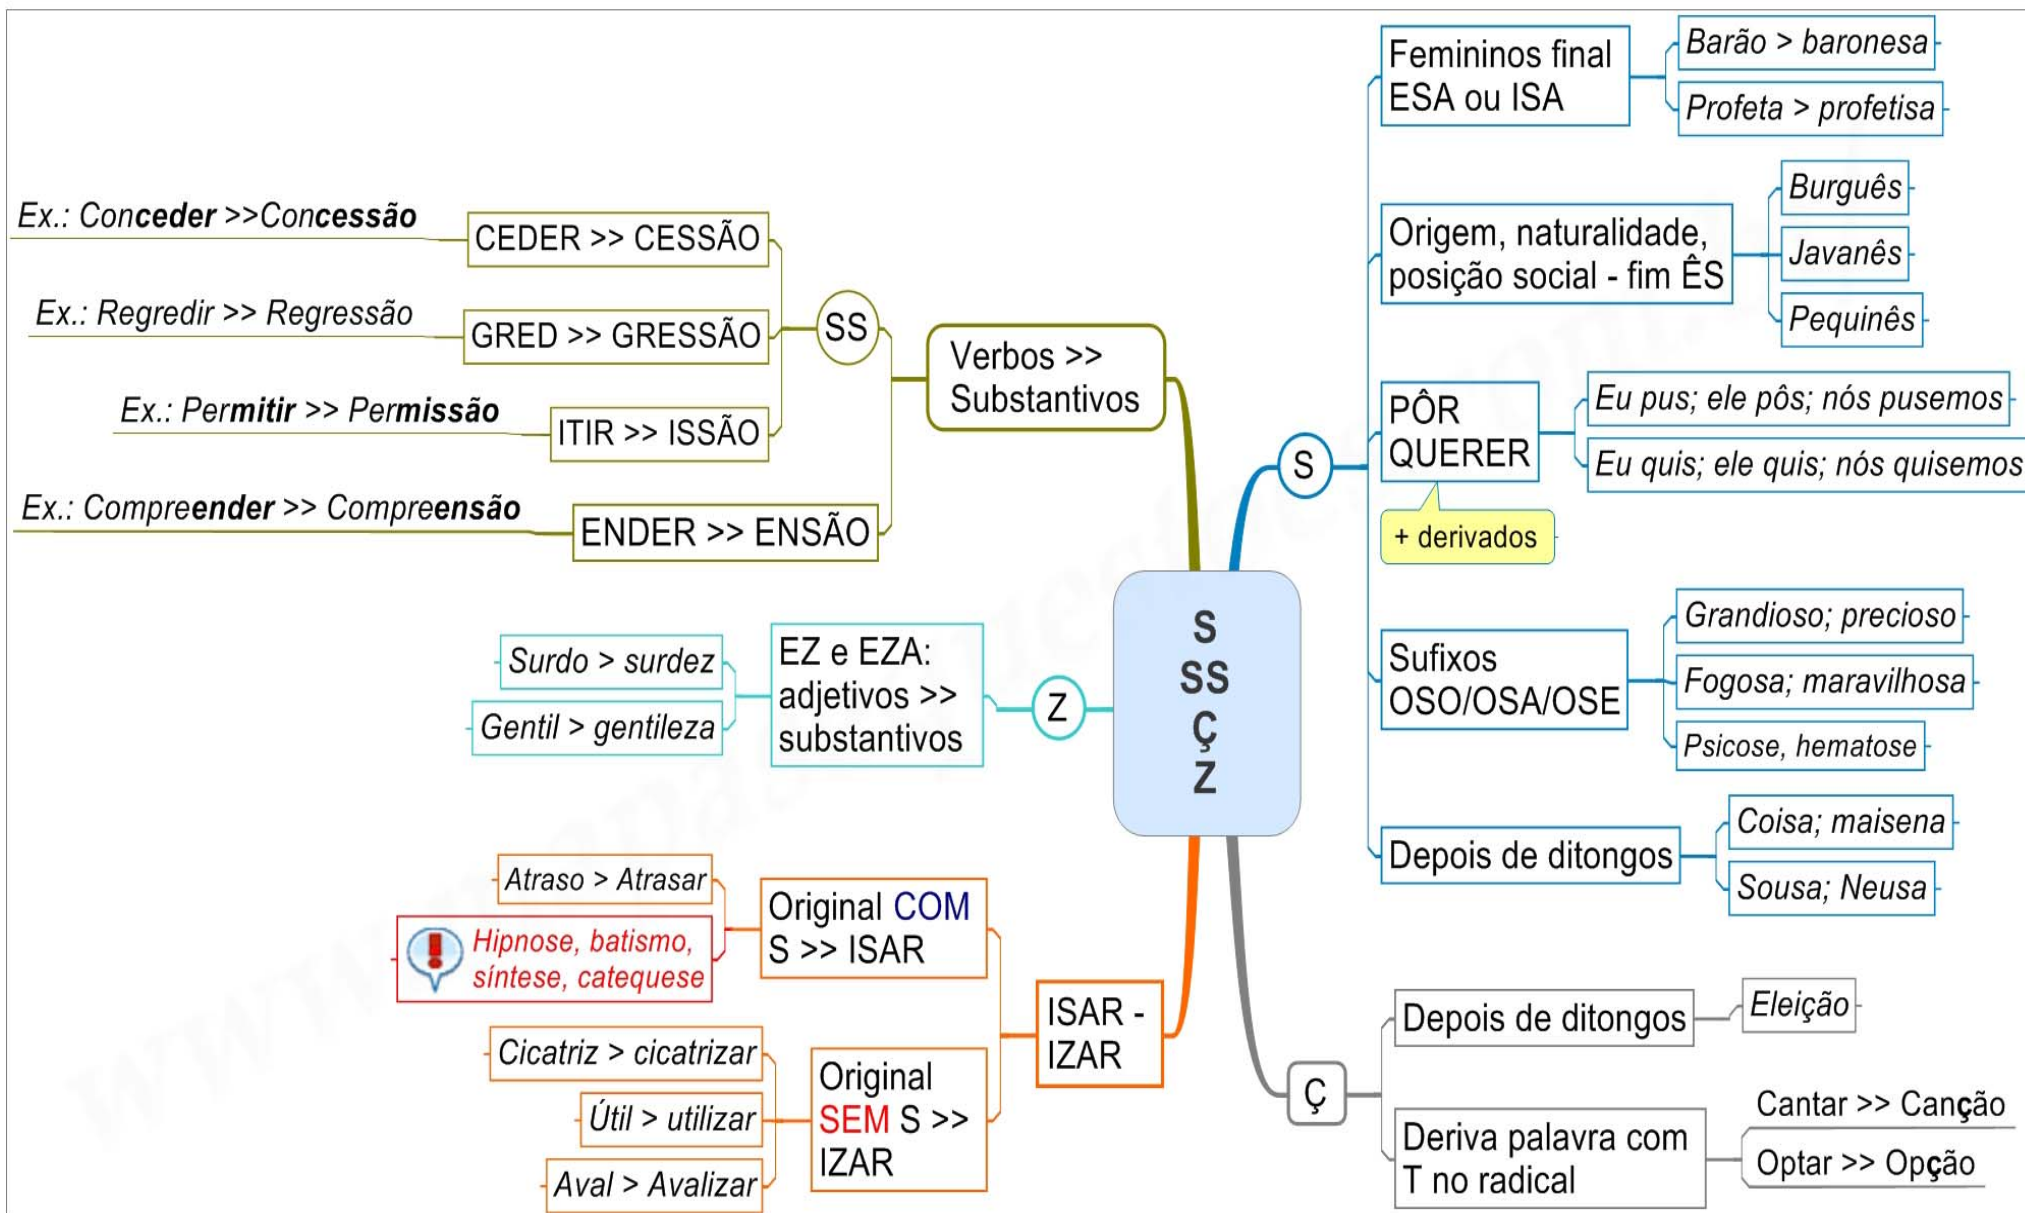 S
SS
Ç
Z
Verbos >>
Substantivos
SS
CEDER >> CESSÃO
Ex.: Conceder >>Concessão
GRED >> GRESSÃO
Ex.: Regredir >> Regressão
ITIR >> ISSÃO
Ex.: Permitir >> Permissão
ENDER >> ENSÃO
Ex.: Compreender >> Compreensão
Z
EZ e EZA:
adjetivos >>
substantivos
Surdo > surdez
Gentil > gentileza
ISAR -
IZAR
Original COM
S >> ISAR
Atraso > Atrasar
Hipnose, batismo,
síntese, catequese
Original
SEM S >>
IZAR
Cicatriz > cicatrizar
Útil > utilizar
Aval > Avalizar
S
Femininos final
ESA ou ISA
Barão > baronesa
Profeta > profetisa
Origem, naturalidade,
posição social - fim ÊS
Burguês
Javanês
Pequinês
PÔR
QUERER
+ derivados
Eu pus; ele pôs; nós pusemos
Eu quis; ele quis; nós quisemos
Sufixos
OSO/OSA/OSE
Grandioso; precioso
Fogosa; maravilhosa
Psicose, hematose
Depois de ditongos
Coisa; maisena
Sousa; Neusa
Ç
Depois de ditongos
Eleição
Deriva palavra com
T no radical
Cantar >> Canção
Optar >> Opção